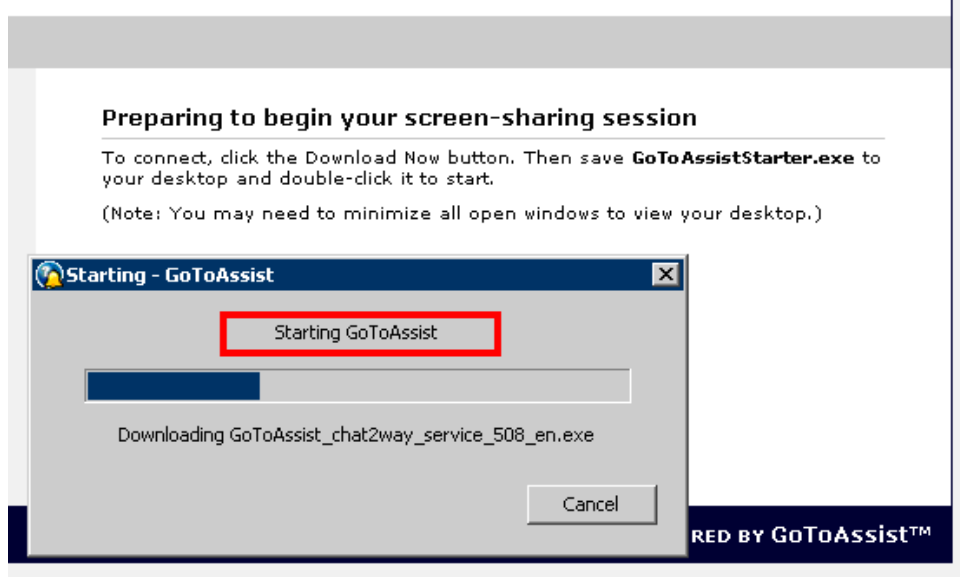 Preparing to begin your screen-sharing session
To connect, click the Download Now button. Then save GoToAssistStarter.exe to
your desktop and double-click it to start.
(Note: You may need to minimize all open windows to view your desktop.)
Starting - GoToAssist
Starting GoToAssist
Downloading GoToAssist_chat2way_service_508_en.exe
Cancel
RED BY GoToAssist™